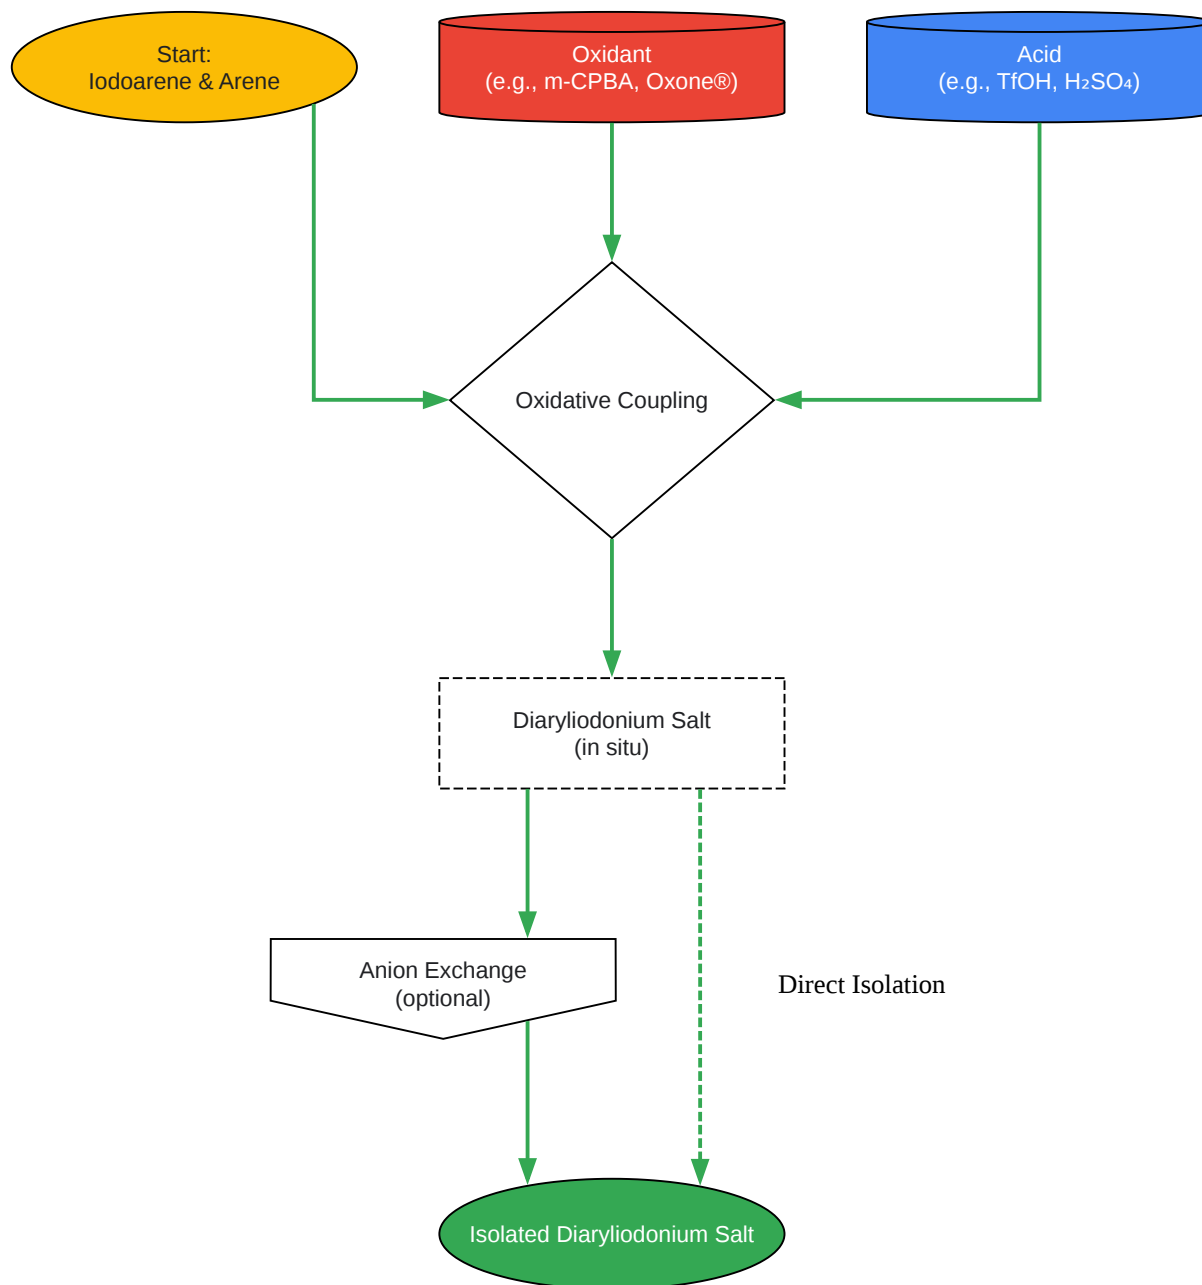 Start:
Iodoarene & Arene
Oxidant
(e.g., m-CPBA, Oxone®)
Acid
(e.g., TfOH, H₂SO₄)
Oxidative Coupling
Diaryliodonium Salt
(in situ)
Anion Exchange
(optional)
Direct Isolation
Isolated Diaryliodonium Salt